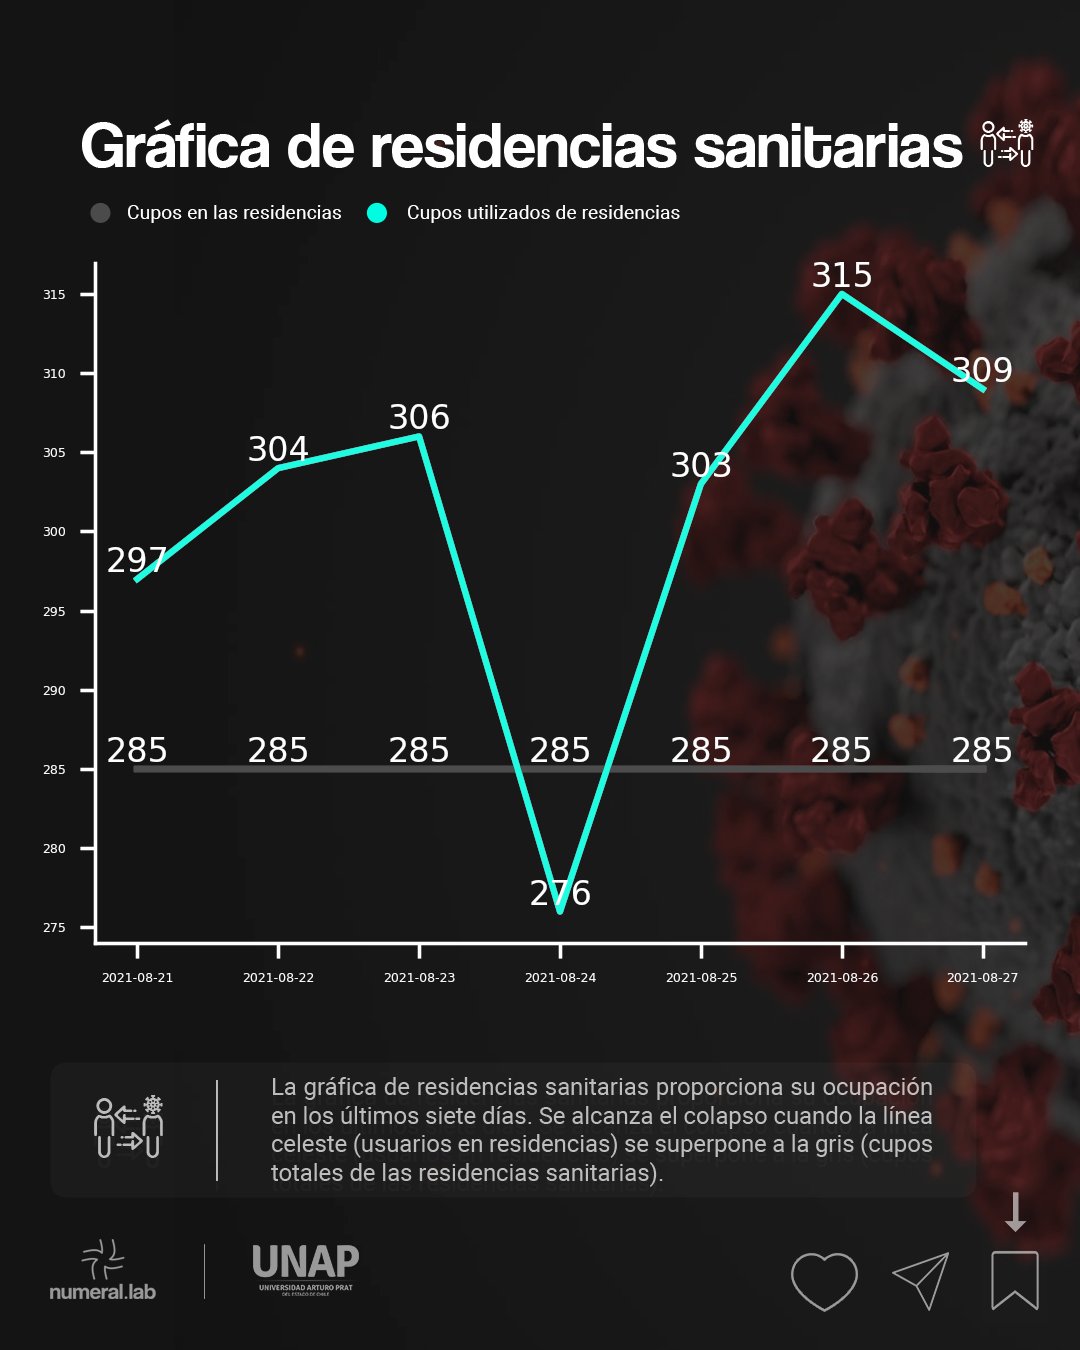 Gráfica de residencias sanitarias
Cupos en las residencias
Cupos utilizados de residencias
315
310
305
300
295
290
285
280
275
297
304
306
276
303
315
309
285
285
285
285
285
285
285
2021-08-21
2021-08-22
2021-08-23
2021-08-24
2021-08-25
2021-08-26
2021-08-27
La gráfica de residencias sanitarias proporciona su ocupación
en los últimos siete días. Se alcanza el colapso cuando la línea
celeste (usuarios en residencias) se superpone a la gris (cupos
totales de las residencias sanitarias).
numeral.lab
UNAP
UNIVERSIDAD ARTURO PRAT
DEL ESTADO DE CHILE